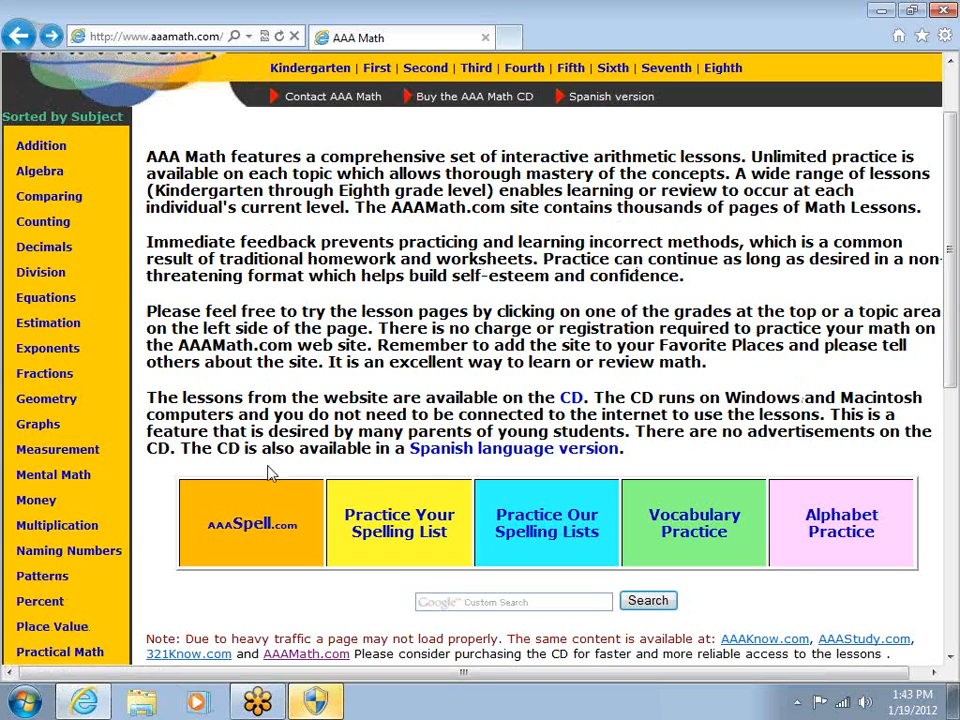 http://www.aaamath.com/
AAA Math
Kindergarten | First | Second | Third | Fourth | Fifth | Sixth | Seventh | Eighth
Contact AAA Math Buy the AAA Math CD Spanish version
Sorted by Subject
Addition
Algebra
Comparing
Counting
Decimals
Division
Equations
Estimation
Exponents
Fractions
Geometry
Graphs
Measurement
Mental Math
Money
Multiplication
Naming Numbers
Patterns
Percent
Place Value
Practical Math
AAA Math features a comprehensive set of interactive arithmetic lessons. Unlimited practice is
available on each topic which allows thorough mastery of the concepts. A wide range of lessons
(Kindergarten through Eighth grade level) enables learning or review to occur at each
individual's current level. The AAAMath.com site contains thousands of pages of Math Lessons.
Immediate feedback prevents practicing and learning incorrect methods, which is a common
result of traditional homework and worksheets. Practice can continue as long as desired in a non-
threatening format which helps build self-esteem and confidence.
Please feel free to try the lesson pages by clicking on one of the grades at the top or a topic area
on the left side of the page. There is no charge or registration required to practice your math on
the AAAMath.com web site. Remember to add the site to your Favorite Places and please tell
others about the site. It is an excellent way to learn or review math.
The lessons from the website are available on the CD. The CD runs on Windows and Macintosh
computers and you do not need to be connected to the internet to use the lessons. This is a
feature that is desired by many parents of young students. There are no advertisements on the
CD. The CD is also available in a Spanish language version.
AAASpell.com
Practice Your
Spelling List
Practice Our
Spelling Lists
Vocabulary
Practice
Alphabet
Practice
Google™ Custom Search
Search
Note: Due to heavy traffic a page may not load properly. The same content is available at: AAAKnow.com, AAAStudy.com,
321Know.com and AAAMath.com Please consider purchasing the CD for faster and more reliable access to the lessons .
1:43 PM
1/19/2012